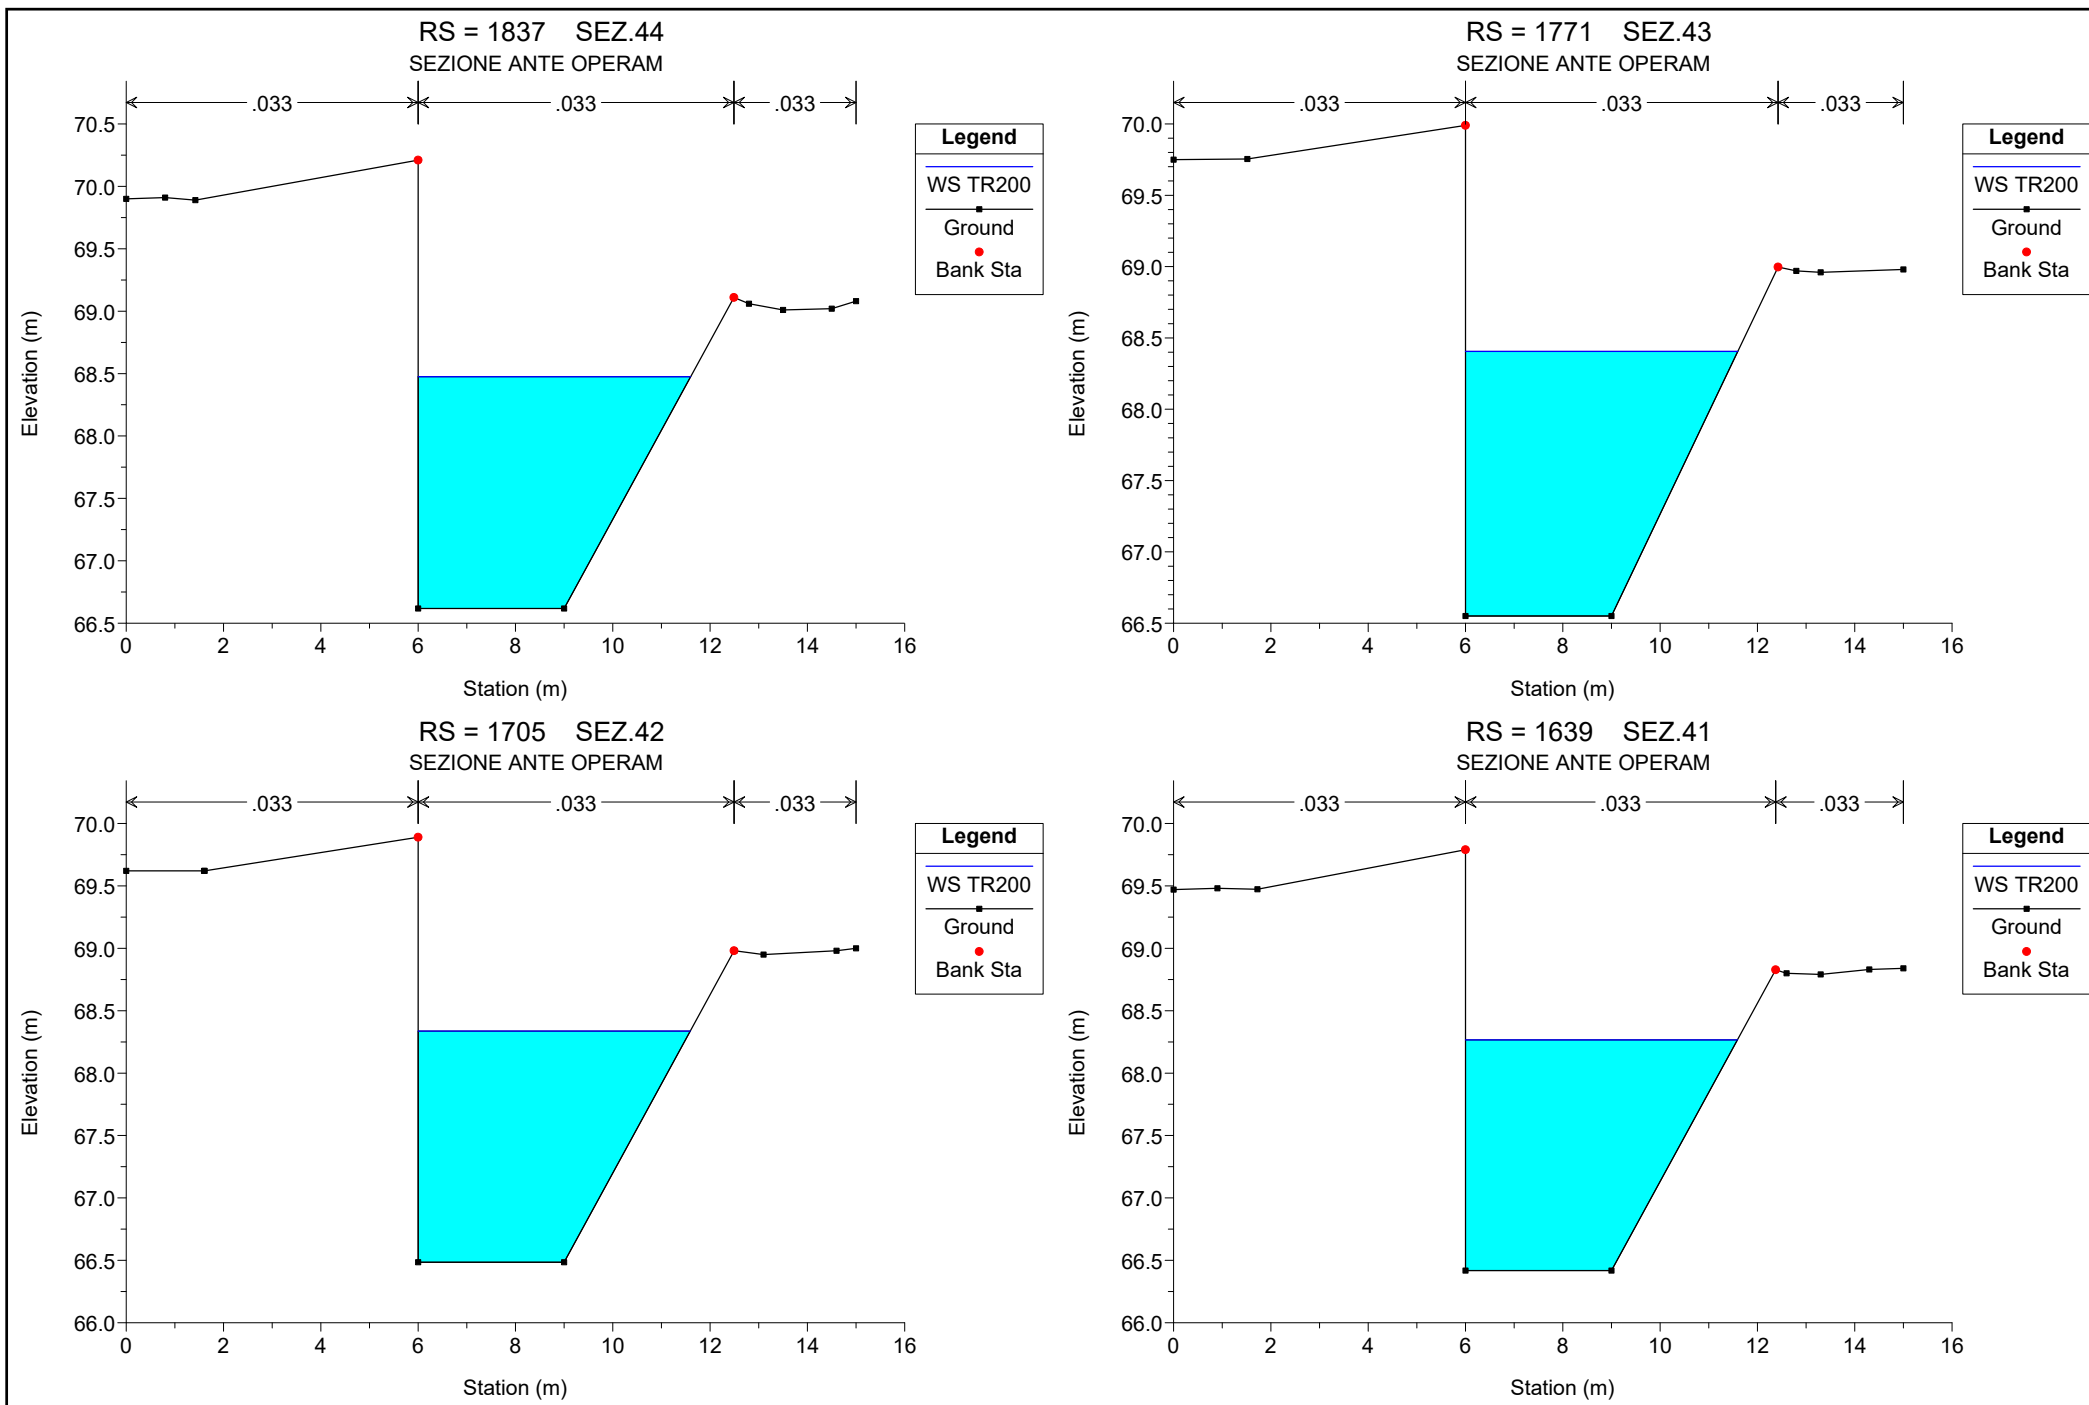 RS = 1837 SEZ.44
SEZIONE ANTE OPERAM
.033 .033 .033
70.5
70.0
69.5
69.0
68.5
68.0
67.5
67.0
66.5
0 2 4 6 8 10 12 14 16
Station (m)
Elevation (m)
Legend
WS TR200
Ground
Bank Sta
RS = 1771 SEZ.43
SEZIONE ANTE OPERAM
.033 .033 .033
70.0
69.5
69.0
68.5
68.0
67.5
67.0
66.5
0 2 4 6 8 10 12 14 16
Station (m)
Elevation (m)
Legend
WS TR200
Ground
Bank Sta
RS = 1705 SEZ.42
SEZIONE ANTE OPERAM
.033 .033 .033
70.0
69.5
69.0
68.5
68.0
67.5
67.0
66.5
66.0
0 2 4 6 8 10 12 14 16
Station (m)
Elevation (m)
Legend
WS TR200
Ground
Bank Sta
RS = 1639 SEZ.41
SEZIONE ANTE OPERAM
.033 .033 .033
70.0
69.5
69.0
68.5
68.0
67.5
67.0
66.5
66.0
0 2 4 6 8 10 12 14 16
Station (m)
Elevation (m)
Legend
WS TR200
Ground
Bank Sta